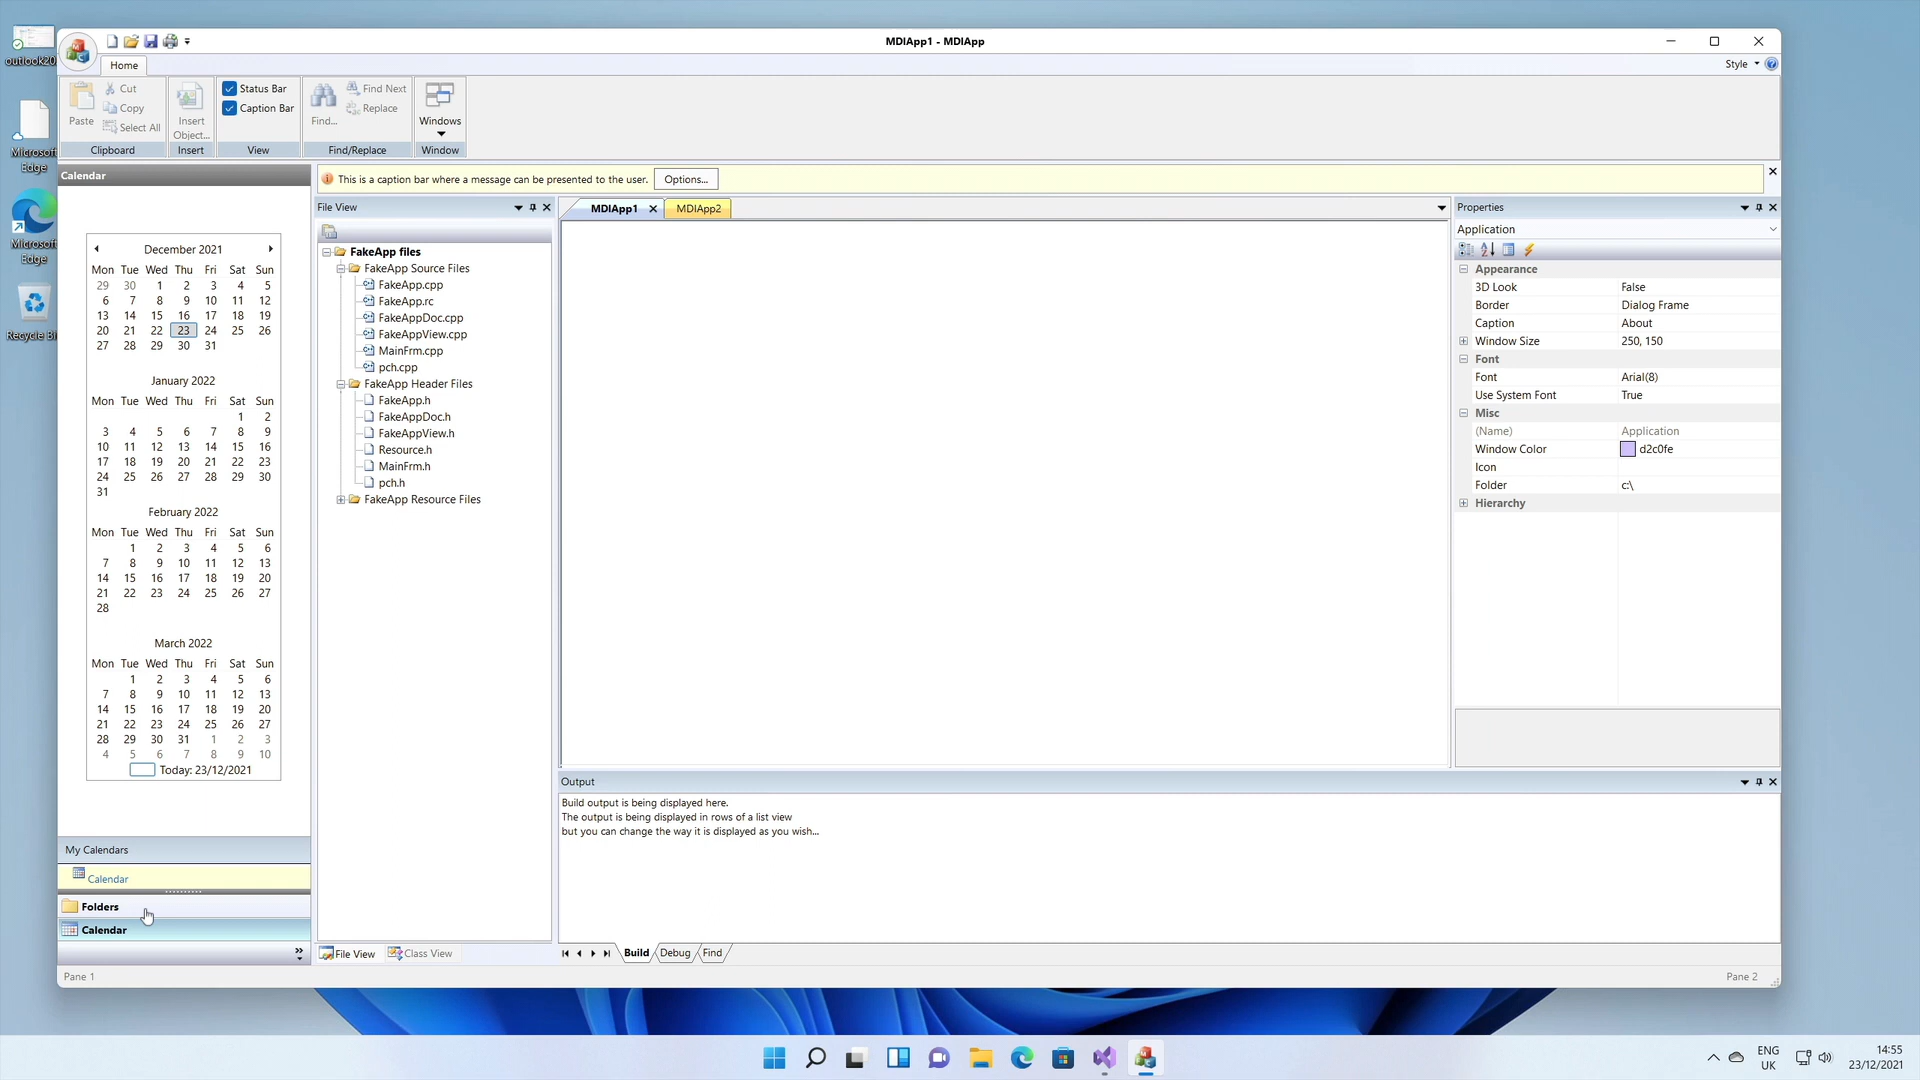 MDIApp1 - MDIApp
Home
Style
Paste
Cut
Copy
Select All
Clipboard
Insert
Object...
Insert
Status Bar
Caption Bar
View
Find...
Find Next
Replace
Find/Replace
Windows
Window
Calendar
This is a caption bar where a message can be presented to the user.
Options...
December 2021
Mon Tue Wed Thu Fri Sat Sun
29 30 1 2 3 4 5
6 7 8 9 10 11 12
13 14 15 16 17 18 19
20 21 22 23 24 25 26
27 28 29 30 31
January 2022
Mon Tue Wed Thu Fri Sat Sun
1 2
3 4 5 6 7 8 9
10 11 12 13 14 15 16
17 18 19 20 21 22 23
24 25 26 27 28 29 30
31
February 2022
Mon Tue Wed Thu Fri Sat Sun
1 2 3 4 5 6
7 8 9 10 11 12 13
14 15 16 17 18 19 20
21 22 23 24 25 26 27
28
March 2022
Mon Tue Wed Thu Fri Sat Sun
1 2 3 4 5 6
7 8 9 10 11 12 13
14 15 16 17 18 19 20
21 22 23 24 25 26 27
28 29 30 31 1 2 3
4 5 6 7 8 9 10
Today: 23/12/2021
My Calendars
Calendar
Folders
Calendar
File View
FakeApp files
FakeApp Source Files
FakeApp.cpp
FakeApp.rc
FakeAppDoc.cpp
FakeAppView.cpp
MainFrm.cpp
pch.cpp
FakeApp Header Files
FakeApp.h
FakeAppDoc.h
FakeAppView.h
Resource.h
MainFrm.h
pch.h
FakeApp Resource Files
File View
Class View
MDIApp1
MDIApp2
Properties
Application
Appearance
3D Look False
Border Dialog Frame
Caption About
Window Size 250, 150
Font
Font Arial(8)
Use System Font True
Misc
(Name) Application
Window Color d2c0fe
Icon
Folder c:\
Hierarchy
Output
Build output is being displayed here.
The output is being displayed in rows of a list view
but you can change the way it is displayed as you wish...
Build Debug Find
Pane 1
Pane 2
outlook20
Microsoft
Edge
Microsoft
Edge
Recycle Bi
ENG
UK
14:55
23/12/2021